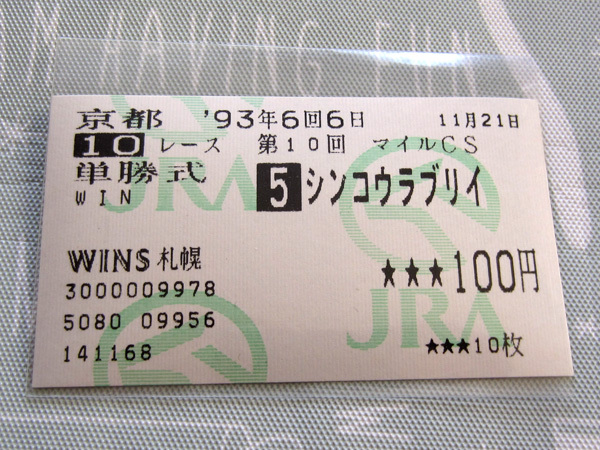 MAKING FUN
京都 '93年6回6日 11月21日
10 レース 第10回 マイルCS
単勝式 5 シンコウラブリイ
WIN
JRA
WINS 札幌
★★★100円
3000009978
5080 09956
JRA
141168
★★★10枚